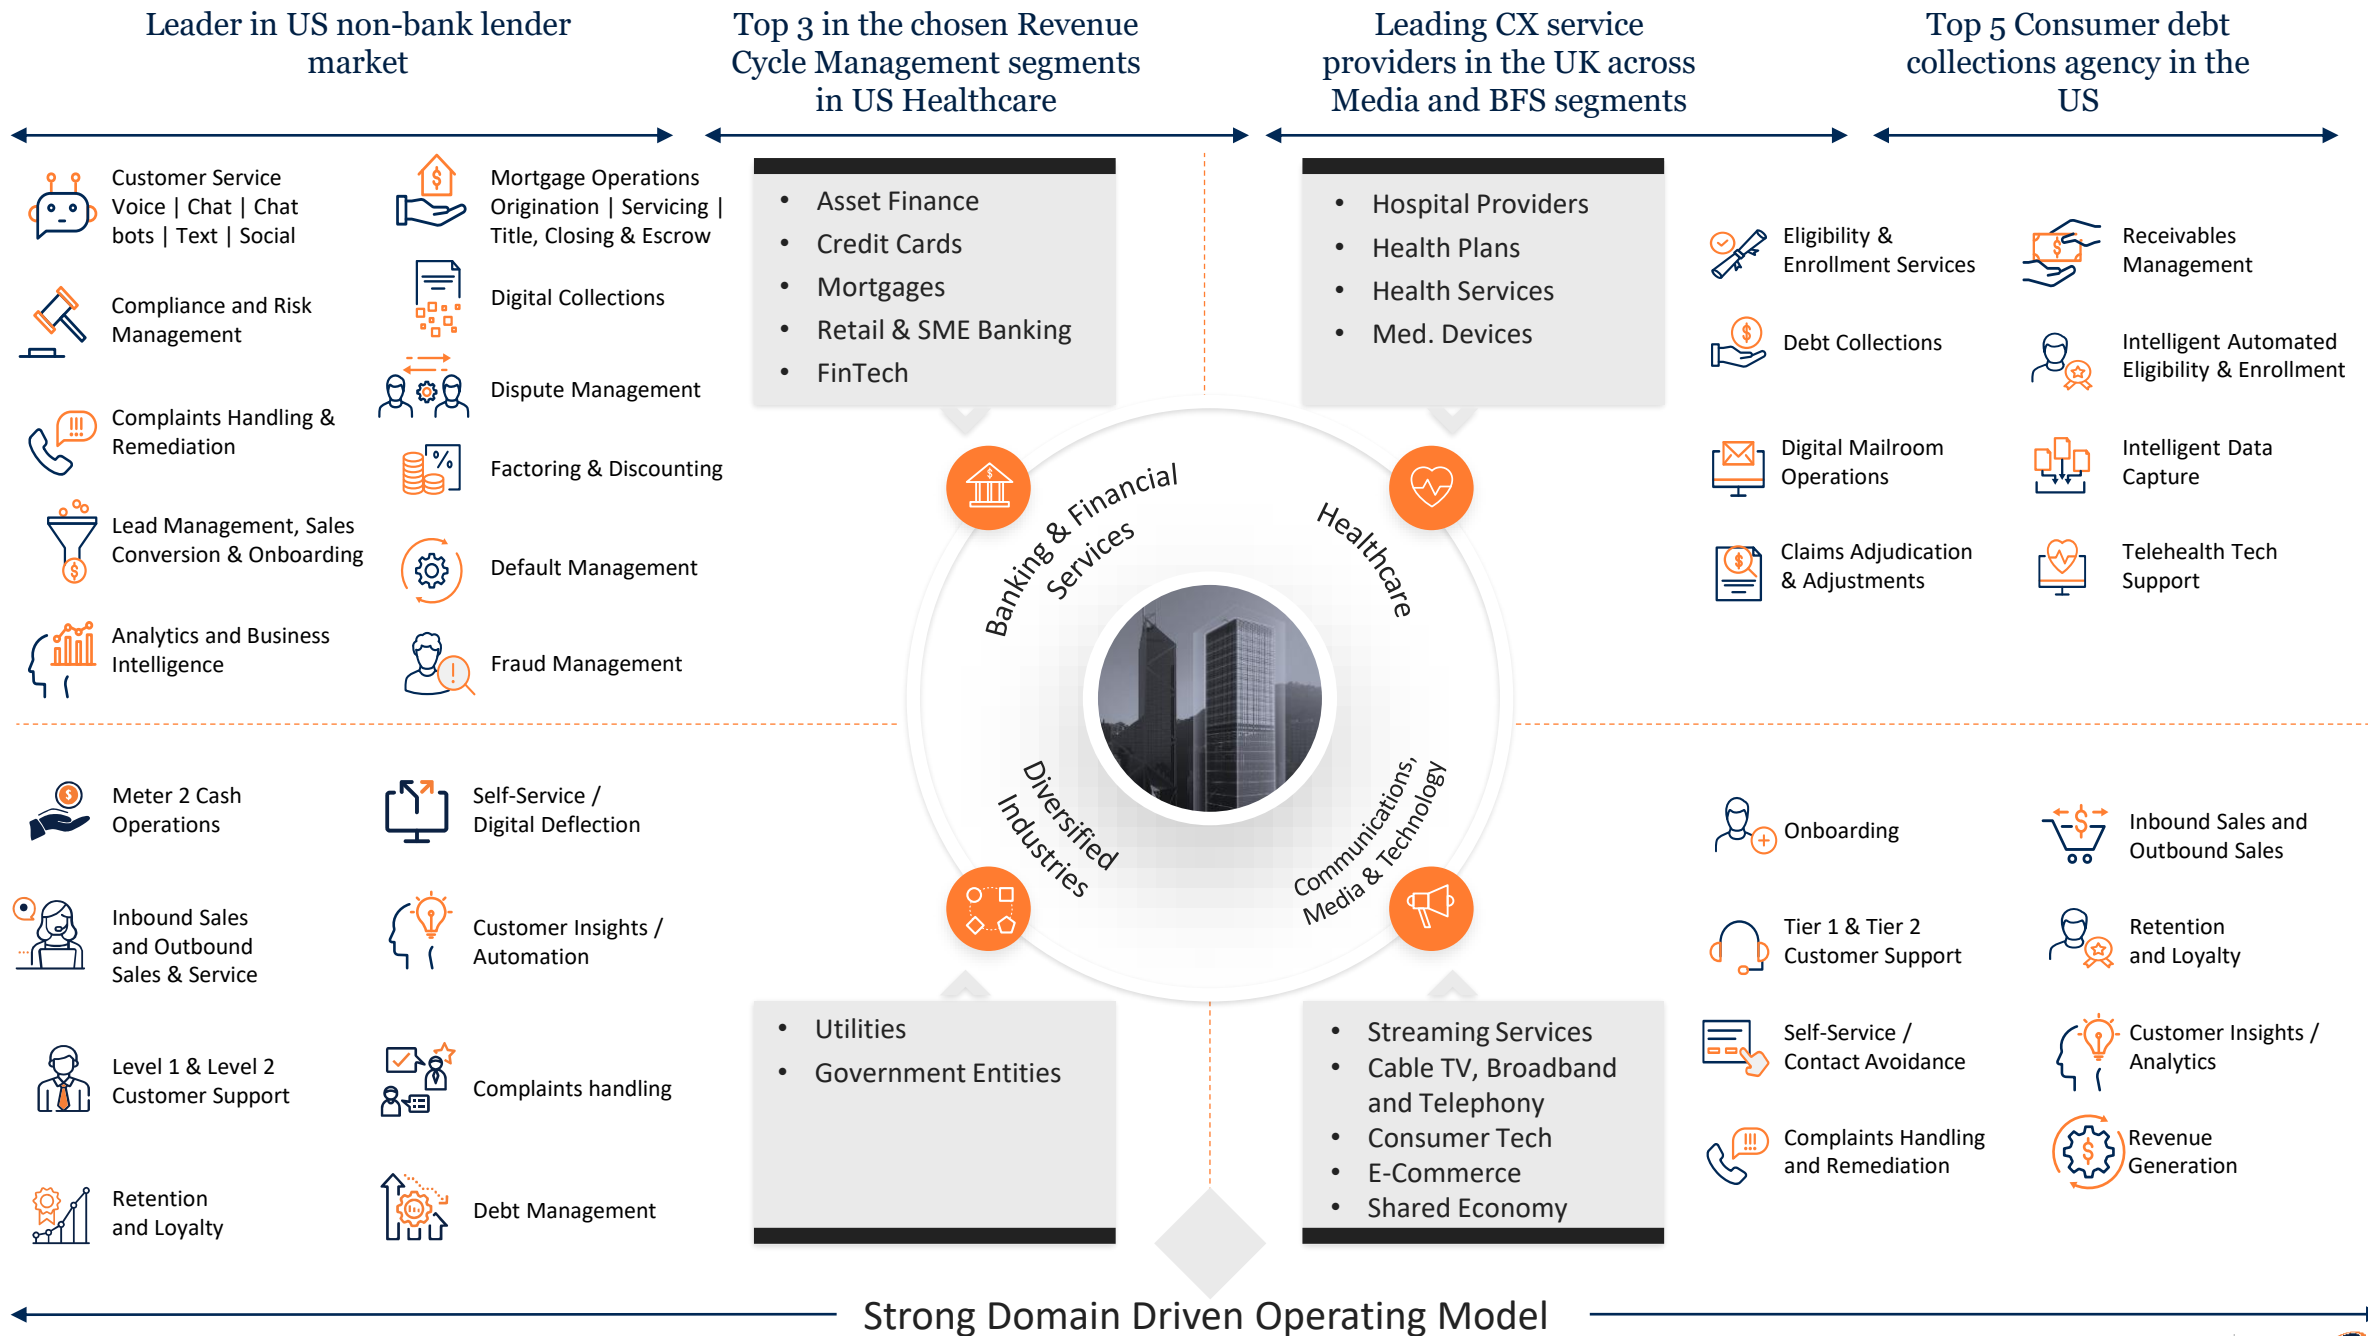 Leader in US non-bank lender
market
Top 3 in the chosen Revenue
Cycle Management segments
in US Healthcare
Leading CX service
providers in the UK across
Media and BFS segments
Top 5 Consumer debt
collections agency in the
US
Customer Service
Voice | Chat | Chat
bots | Text | Social
Compliance and Risk
Management
Complaints Handling &
Remediation
Lead Management, Sales
Conversion & Onboarding
Analytics and Business
Intelligence
Mortgage Operations
Origination | Servicing |
Title, Closing & Escrow
Digital Collections
Dispute Management
Factoring & Discounting
Default Management
Fraud Management
• Asset Finance
• Credit Cards
• Mortgages
• Retail & SME Banking
• FinTech
• Hospital Providers
• Health Plans
• Health Services
• Med. Devices
Eligibility &
Enrollment Services
Debt Collections
Digital Mailroom
Operations
Claims Adjudication
& Adjustments
Receivables
Management
Intelligent Automated
Eligibility & Enrollment
Intelligent Data
Capture
Telehealth Tech
Support
Banking & Financial
Services
Healthcare
Diversified
Industries
Communications,
Media & Technology
Meter 2 Cash
Operations
Inbound Sales
and Outbound
Sales & Service
Level 1 & Level 2
Customer Support
Retention
and Loyalty
Self-Service /
Digital Deflection
Customer Insights /
Automation
Complaints handling
Debt Management
• Utilities
• Government Entities
• Streaming Services
• Cable TV, Broadband
and Telephony
• Consumer Tech
• E-Commerce
• Shared Economy
Onboarding
Tier 1 & Tier 2
Customer Support
Self-Service /
Contact Avoidance
Complaints Handling
and Remediation
Inbound Sales and
Outbound Sales
Retention
and Loyalty
Customer Insights /
Analytics
Revenue
Generation
Strong Domain Driven Operating Model